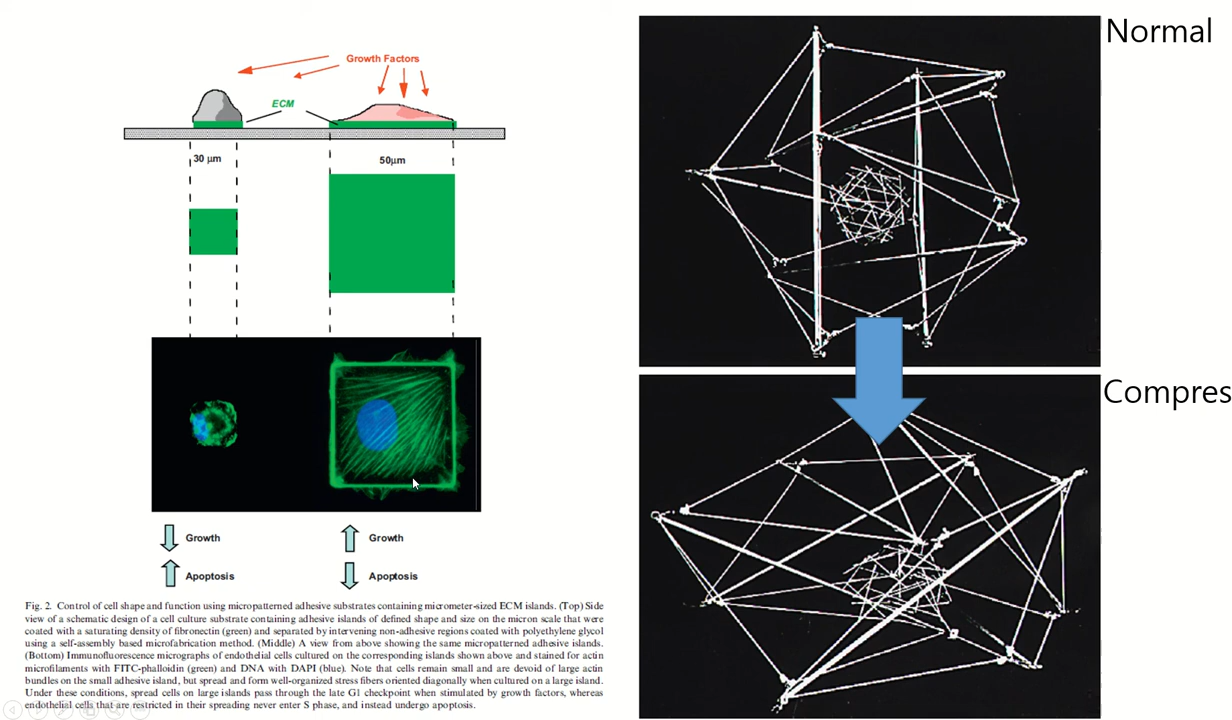 Growth Factors
ECM
30 μm
50μm
Growth
Growth
Apoptosis
Apoptosis
Fig. 2. Control of cell shape and function using micropatterned adhesive substrates containing micrometer-sized ECM islands. (Top) Side
view of a schematic design of a cell culture substrate containing adhesive islands of defined shape and size on the micron scale that were
coated with a saturating density of fibronectin (green) and separated by intervening non-adhesive regions coated with polyethylene glycol
using a self-assembly based microfabrication method. (Middle) A view from above showing the same micropatterned adhesive islands.
(Bottom) Immunofluorescence micrographs of endothelial cells cultured on the corresponding islands shown above and stained for actin
microfilaments with FITC-phalloidin (green) and DNA with DAPI (blue). Note that cells remain small and are devoid of large actin
bundles on the small adhesive island, but spread and form well-organized stress fibers oriented diagonally when cultured on a large island.
Under these conditions, spread cells on large islands pass through the late G1 checkpoint when stimulated by growth factors, whereas
endothelial cells that are restricted in their spreading never enter S phase, and instead undergo apoptosis.
Normal
Compres